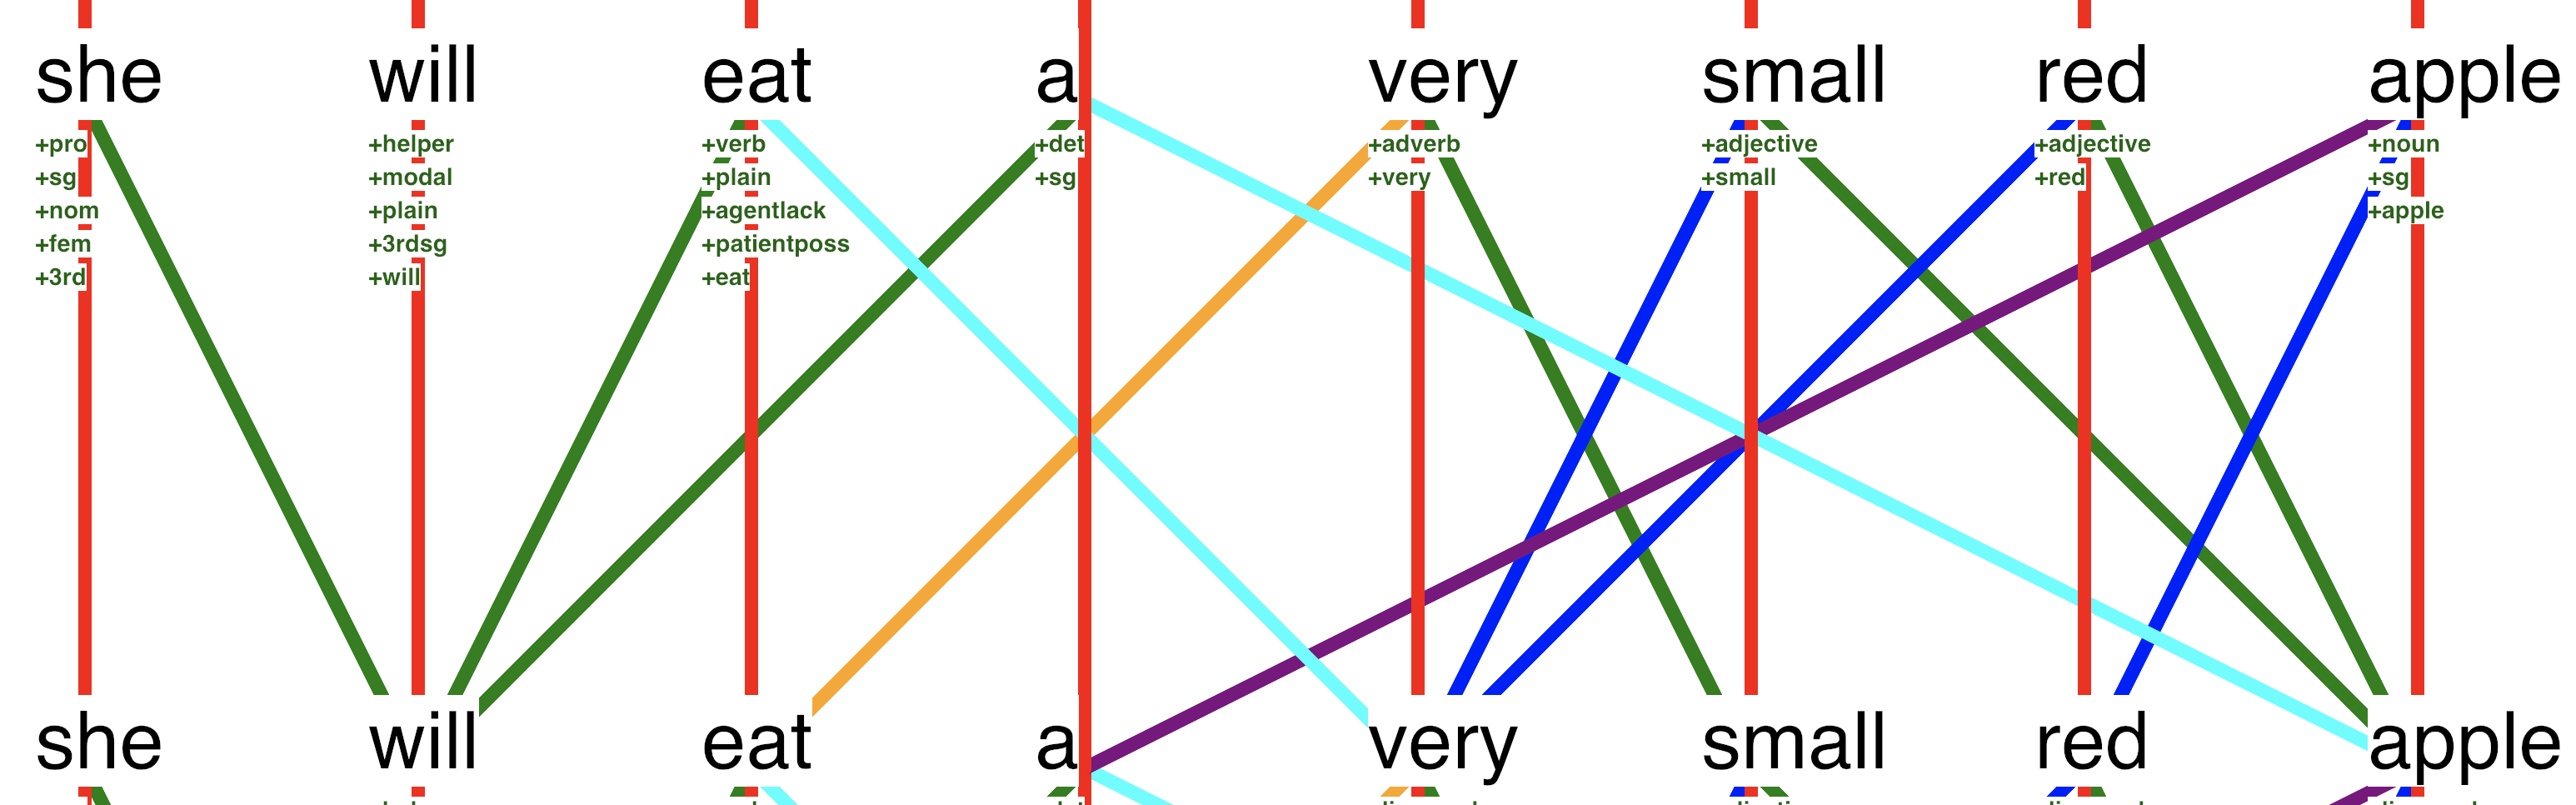 she will eat a very small red apple
+pro +helper +verb +det +adverb +adjective +adjective +noun
+sg +modal +plain +sg +very +small +red +sg
+nom +plain +agentlack +apple
+fem +3rdsg +patientposs
+3rd +will +eat
she will eat a very small red apple